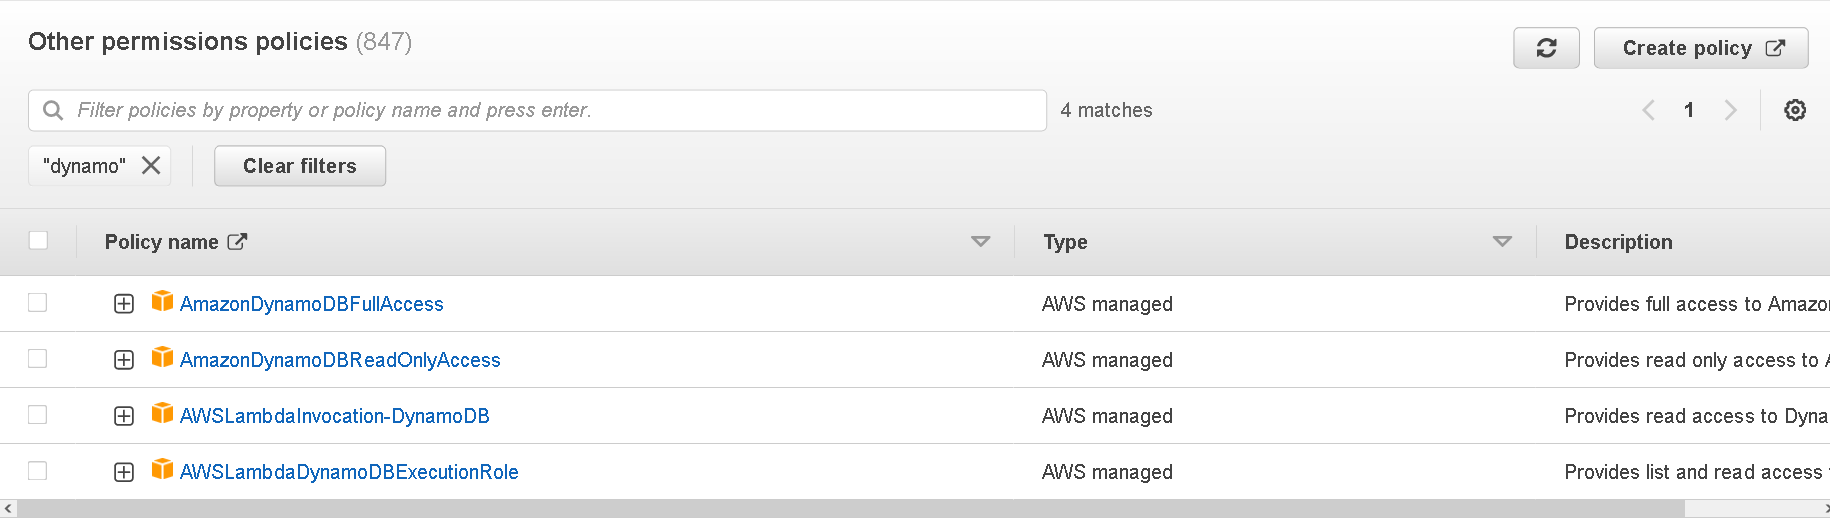 Other permissions policies (847)
Create policy
Filter policies by property or policy name and press enter.
4 matches
1
"dynamo"
Clear filters
Policy name
Type
Description
AmazonDynamoDBFullAccess
AWS managed
Provides full access to Amazon
AmazonDynamoDBReadOnlyAccess
AWS managed
Provides read only access to
AWSLambdaInvocation-DynamoDB
AWS managed
Provides read access to Dyna
AWSLambdaDynamoDBExecutionRole
AWS managed
Provides list and read access